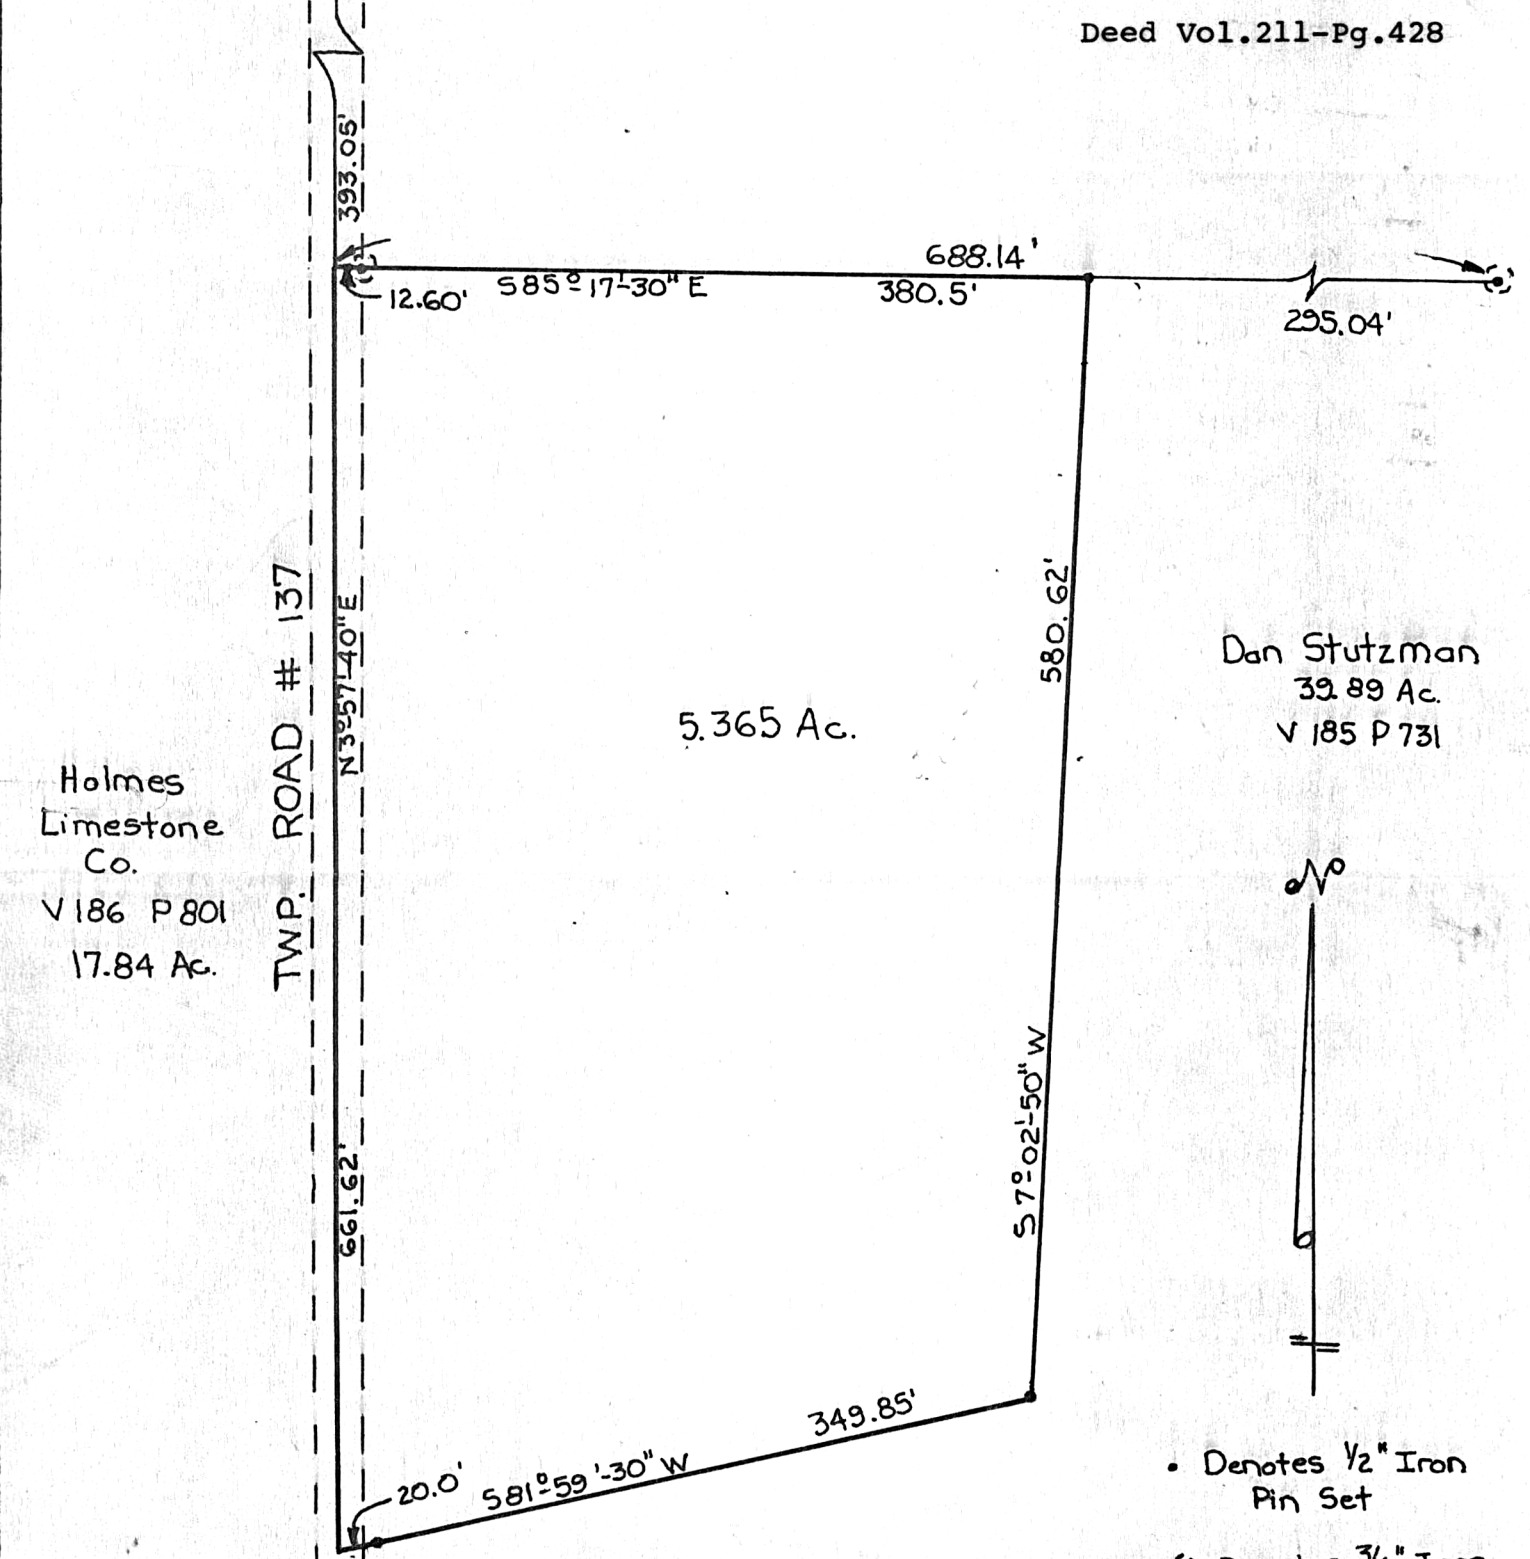 Deed Vol.211-Pg.428
393.05'
688.14'
S85°-17'-30" E
380.5'
12.60'
295.04'
TWP. ROAD # 137
N3°-57'-40"E
661.62'
580.62'
S7°-02'-50" W
5.365 Ac.
Dan Stutzman
39.89 Ac.
V 185 P 731
Holmes
Limestone
Co.
V 186 P 801
17.84 Ac.
N
349.85'
S81°-59'-30" W
20.0'
• Denotes 1/2" Iron
Pin Set